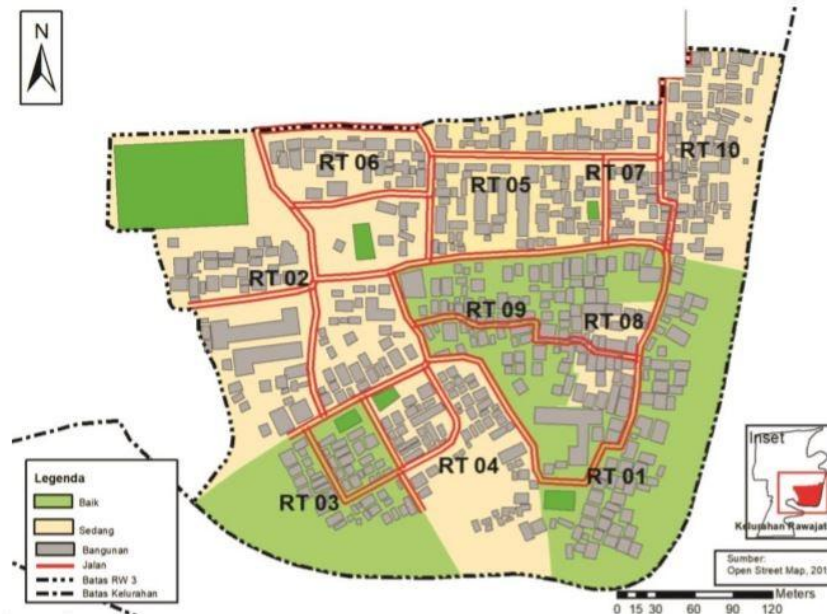 N
RT 06
RT 10
RT 07
RT 05
RT 02
RT 09
RT 08
RT 04
RT 01
RT 03
Legenda
Baik
Sedang
Bangunan
Jalan
Batas RW 3
Batas Kelurahan
Inset
Kelurahan Rawajat
Sumber:
Open Street Map, 201
Meters
0 15 30 60 90 120